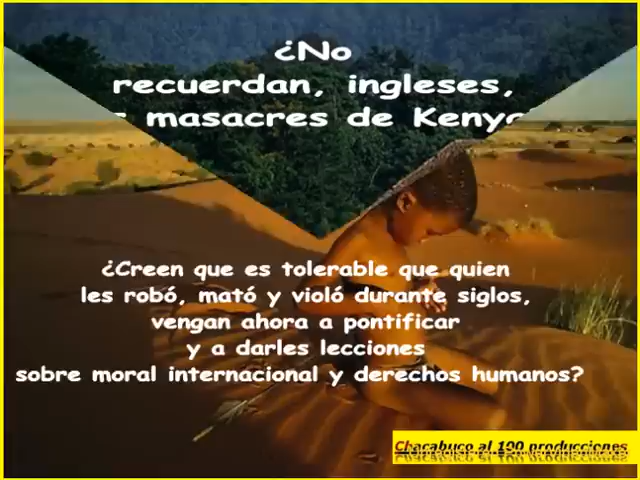 ¿No
recuerdan, ingleses,
masacres de Kenya
¿Creen que es tolerable que quien
les robó, mató y violó durante siglos,
vengan ahora a pontificar
y a darles lecciones
sobre moral internacional y derechos humanos?
Chacabuco al 100 producciones